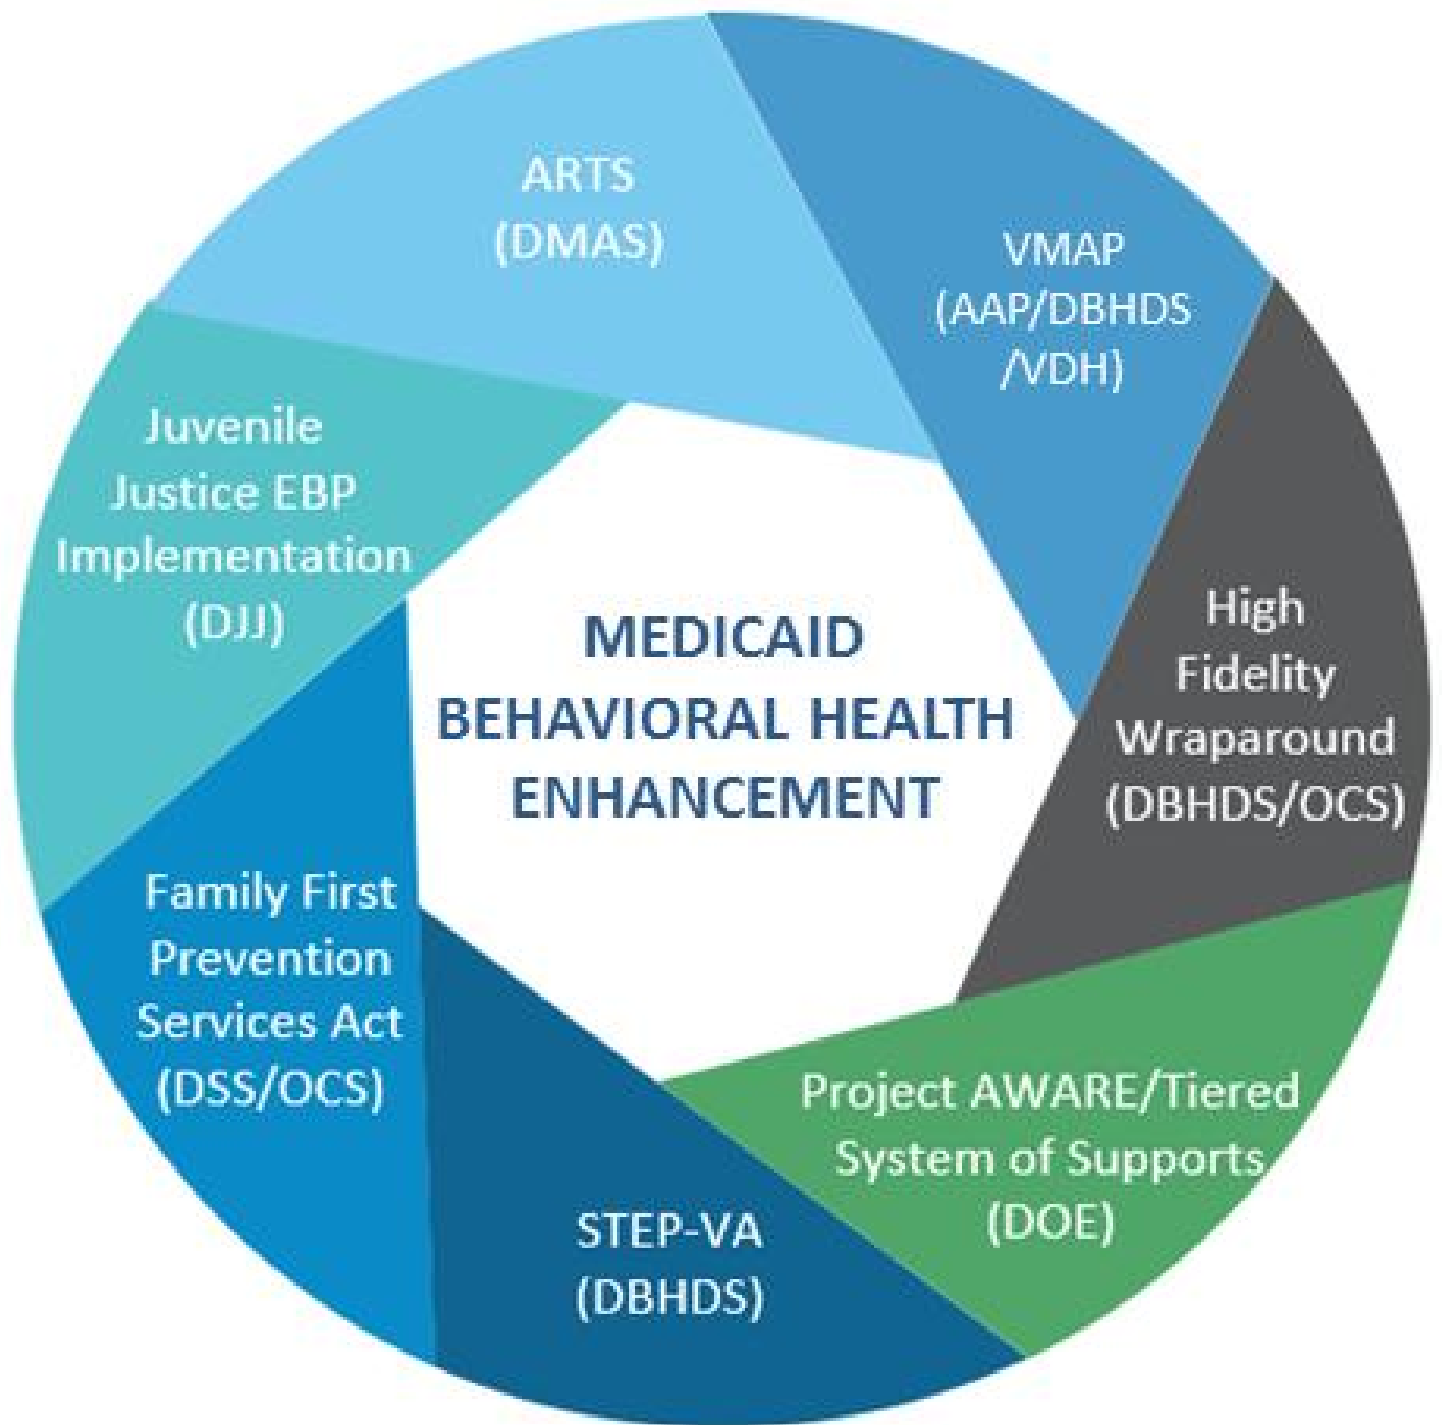 ARTS
(DMAS)
VMAP
(AAP/DBHDS
/VDH)
High
Fidelity
Wraparound
(DBHDS/OCS)
Project AWARE/Tiered
System of Supports
(DOE)
STEP-VA
(DBHDS)
Family First
Prevention
Services Act
(DSS/OCS)
Juvenile
Justice EBP
Implementation
(DJJ)
MEDICAID
BEHAVIORAL HEALTH
ENHANCEMENT